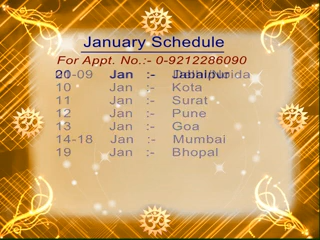 January Schedule
For Appt. No.:- 0-9212286090
Jan :-
10 Jan :- Kota
11 Jan :- Surat
12 Jan :- Pune
13 Jan :- Goa
14-18 Jan :- Mumbai
19 Jan :- Bhopal